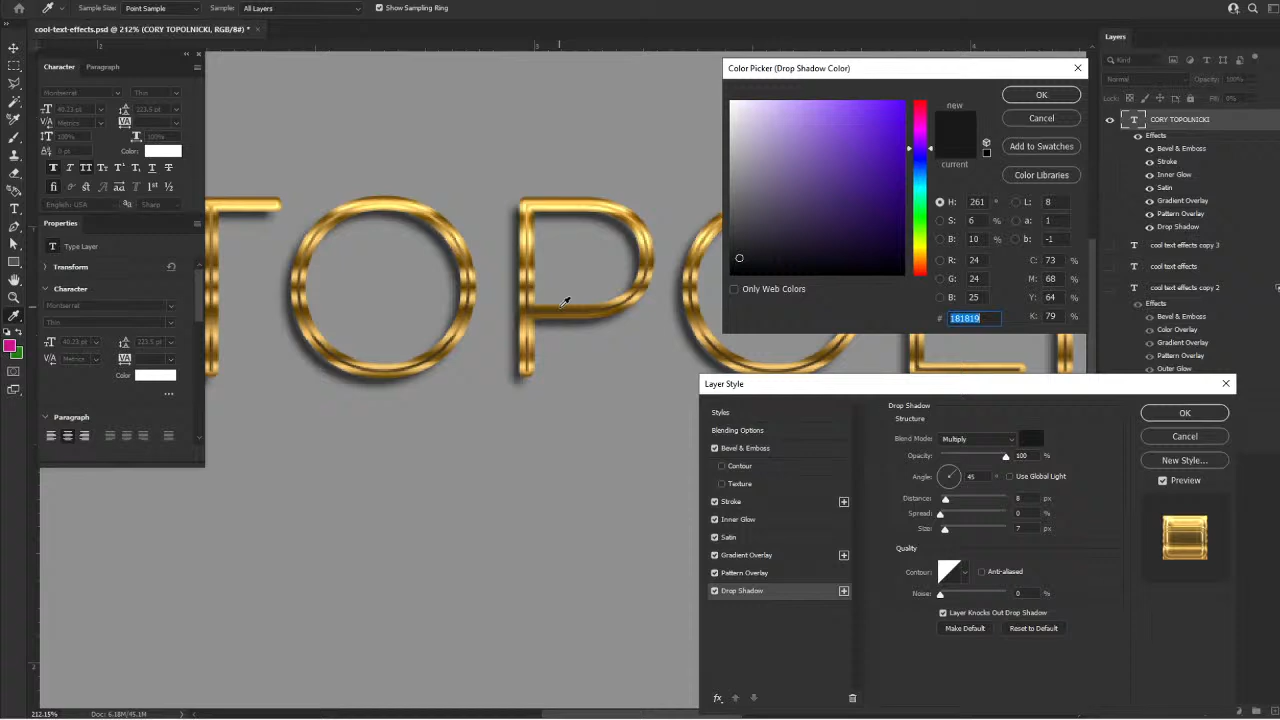 Sample Size: Point Sample Sample: All Layers Show Sampling Ring
cool-text-effects.psd @ 212% (CORY TOPOLNICKI, RGB/8#) *
2
3
4
Character Paragraph
Montserrat Thin
40.23 pt 223.5 pt
Metrics
100% 100%
0 pt Color:
English: USA Sharp
Properties
Type Layer
Transform
Character
Montserrat
Thin
40.23 pt 223.5 pt
Metrics
Color
Paragraph
TOPOL
Color Picker (Drop Shadow Color)
new
current
OK
Cancel
Add to Swatches
Color Libraries
H: 261 ° L: 8
S: 6 % a: 1
B: 10 % b: -1
R: 24 C: 73 %
G: 24 M: 68 %
B: 25 Y: 64 %
# 181819 K: 79 %
Only Web Colors
Layers
Kind
Normal Opacity: 100%
Lock: Fill: 0%
CORY TOPOLNICKI
Effects
Bevel & Emboss
Stroke
Inner Glow
Satin
Gradient Overlay
Pattern Overlay
Drop Shadow
cool text effects copy 3
cool text effects
cool text effects copy 2
Effects
Bevel & Emboss
Color Overlay
Gradient Overlay
Pattern Overlay
Outer Glow
Layer Style
Styles
Blending Options
Bevel & Emboss
Contour
Texture
Stroke
Inner Glow
Satin
Gradient Overlay
Pattern Overlay
Drop Shadow
fx
Drop Shadow
Structure
Blend Mode: Multiply
Opacity: 100 %
Angle: 45 ° Use Global Light
Distance: 8 px
Spread: 0 %
Size: 7 px
Quality
Contour: Anti-aliased
Noise: 0 %
Layer Knocks Out Drop Shadow
Make Default Reset to Default
OK
Cancel
New Style...
Preview
212.15% Doc: 6.18M/45.1M